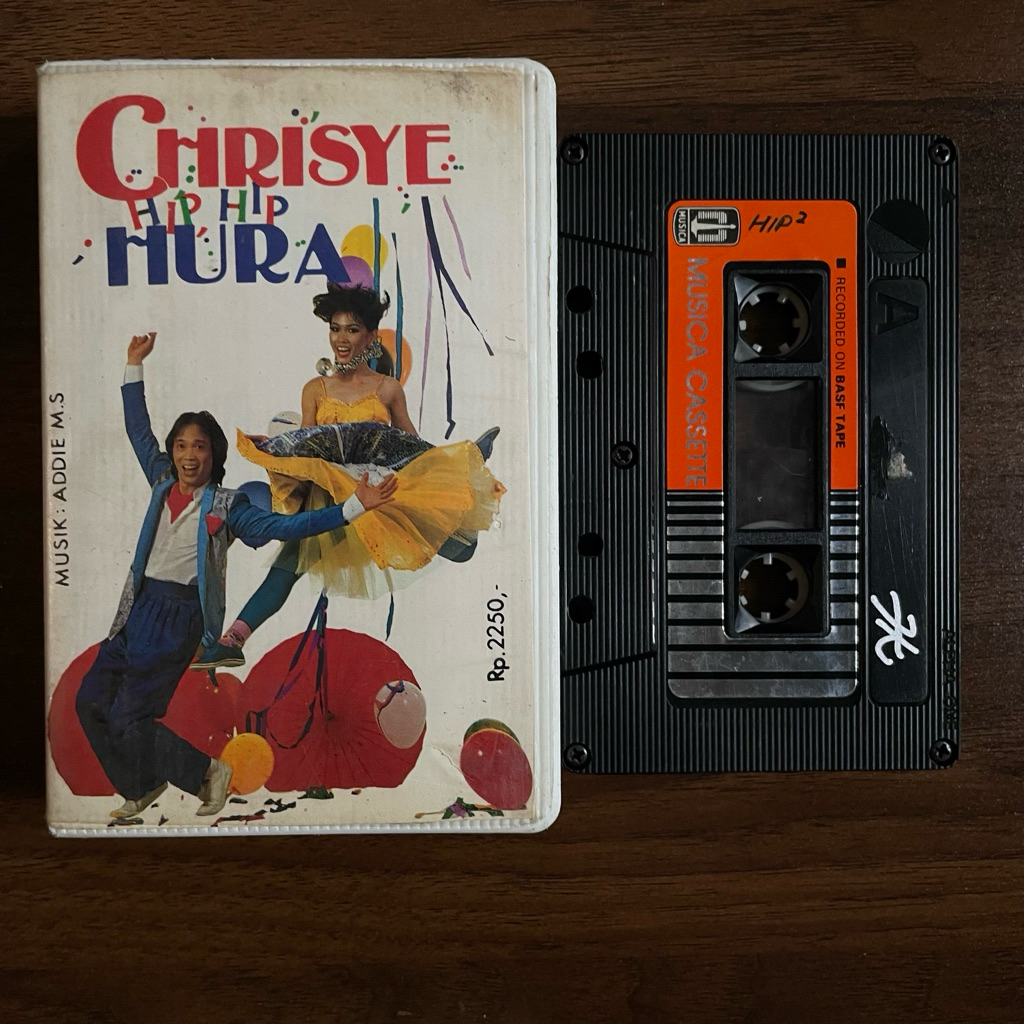 CHRISYE
HIP, HIP
HURA
MUSIK : ADDIE M.S
Rp.2250,-
MUSICA
HIP²
MUSICA CASSETTE
■ RECORDED ON BASF TAPE
A